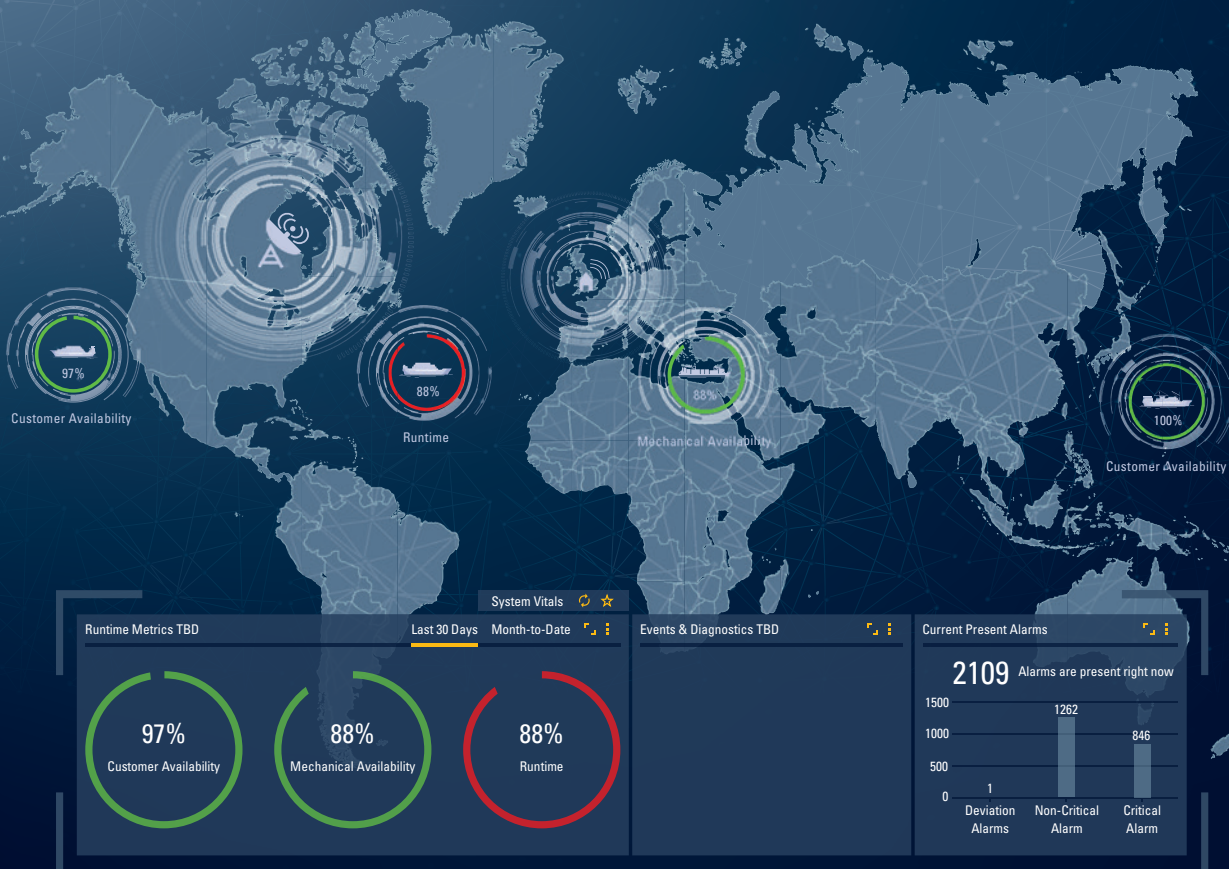 97%
Customer Availability
88%
Runtime
88%
Mechanical Availability
100%
Customer Availability
System Vitals
Runtime Metrics TBD
Last 30 Days
Month-to-Date
97%
Customer Availability
88%
Mechanical Availability
88%
Runtime
Events & Diagnostics TBD
Current Present Alarms
2109 Alarms are present right now
1500
1000
500
0
1
1262
846
Deviation
Alarms
Non-Critical
Alarm
Critical
Alarm